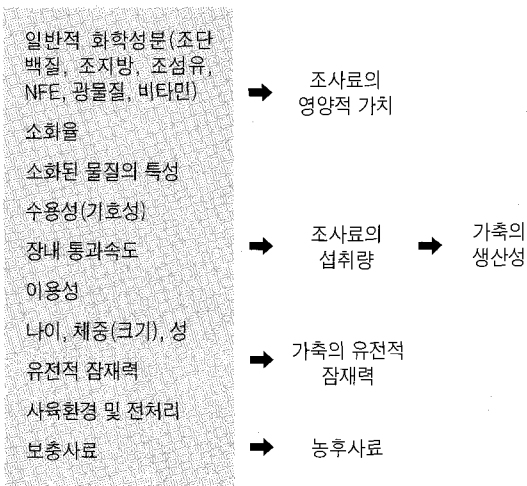 일반적 화학성분(조단
백질, 조지방, 조섬유,
NFE, 광물질, 비타민)
소화율
소화된 물질의 특성
수용성(기호성)
장내 통과속도
이용성
나이, 체중(크기), 성
유전적 잠재력
사육환경 및 전처리
보충사료
➡ 조사료의
영양적 가치
➡ 조사료의
섭취량
➡ 가축의
생산성
➡ 가축의 유전적
잠재력
➡ 농후사료